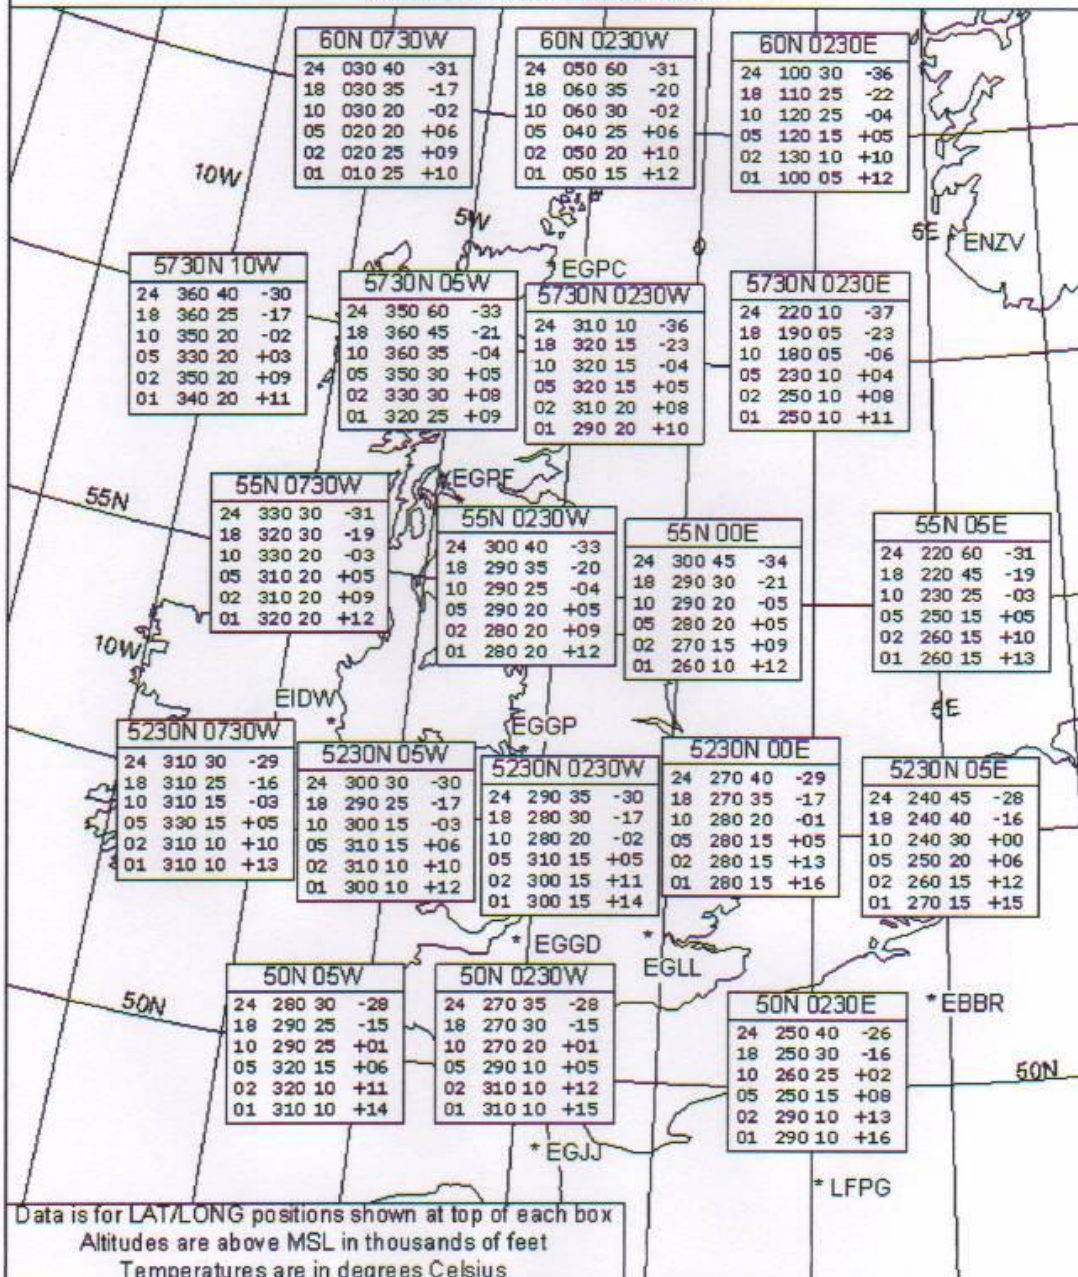 60N 0730W
24 030 40 -31
18 030 35 -17
10 030 20 -02
05 020 20 +06
02 020 25 +09
01 010 25 +10
60N 0230W
24 050 60 -31
18 060 35 -20
10 060 30 -02
05 040 25 +06
02 050 20 +10
01 050 15 +12
60N 0230E
24 100 30 -36
18 110 25 -22
10 120 25 -04
05 120 15 +05
02 130 10 +10
01 100 05 +12
10W
5W
0
5E
ENZV
EGPC
5730N 10W
24 360 40 -30
18 360 25 -17
10 350 20 -02
05 330 20 +03
02 350 20 +09
01 340 20 +11
5730N 05W
24 350 60 -33
18 360 45 -21
10 360 35 -04
05 350 30 +05
02 330 30 +08
01 320 25 +09
5730N 0230W
24 310 10 -36
18 320 15 -23
10 320 15 -04
05 320 15 +05
02 310 20 +08
01 290 20 +10
5730N 0230E
24 220 10 -37
18 190 05 -23
10 180 05 -06
05 230 10 +04
02 250 10 +08
01 250 10 +11
EGPF
55N
55N 0730W
24 330 30 -31
18 320 30 -19
10 330 20 -03
05 310 20 +05
02 310 20 +09
01 320 20 +12
55N 0230W
24 300 40 -33
18 290 35 -20
10 290 25 -04
05 290 20 +05
02 280 20 +09
01 280 20 +12
55N 00E
24 300 45 -34
18 290 30 -21
10 290 20 -05
05 280 20 +05
02 270 15 +09
01 260 10 +12
55N 05E
24 220 60 -31
18 220 45 -19
10 230 25 -03
05 250 15 +05
02 260 15 +10
01 260 15 +13
10W
EIDW
*
EGGP
5E
5230N 0730W
24 310 30 -29
18 310 25 -16
10 310 15 -03
05 330 15 +05
02 310 10 +10
01 310 10 +13
5230N 05W
24 300 30 -30
18 290 25 -17
10 300 15 -03
05 310 15 +06
02 310 10 +10
01 300 10 +12
5230N 0230W
24 290 35 -30
18 280 30 -17
10 280 20 -02
05 310 15 +05
02 300 15 +11
01 300 15 +14
5230N 00E
24 270 40 -29
18 270 35 -17
10 280 20 -01
05 280 15 +05
02 280 15 +13
01 280 15 +16
5230N 05E
24 240 45 -28
18 240 40 -16
10 240 30 +00
05 250 20 +06
02 260 15 +12
01 270 15 +15
* EGGD
*
EGLL
50N
50N 05W
24 280 30 -28
18 290 25 -15
10 290 25 +01
05 320 15 +06
02 320 10 +11
01 310 10 +14
50N 0230W
24 270 35 -28
18 270 30 -15
10 270 20 +01
05 290 10 +05
02 310 10 +12
01 310 10 +15
50N 0230E
24 250 40 -26
18 250 30 -16
10 260 25 +02
05 250 15 +08
02 290 10 +13
01 290 10 +16
* EBBR
50N
* EGJJ
* LFPG
Data is for LAT/LONG positions shown at top of each box
Altitudes are above MSL in thousands of feet
Temperatures are in degrees Celsius